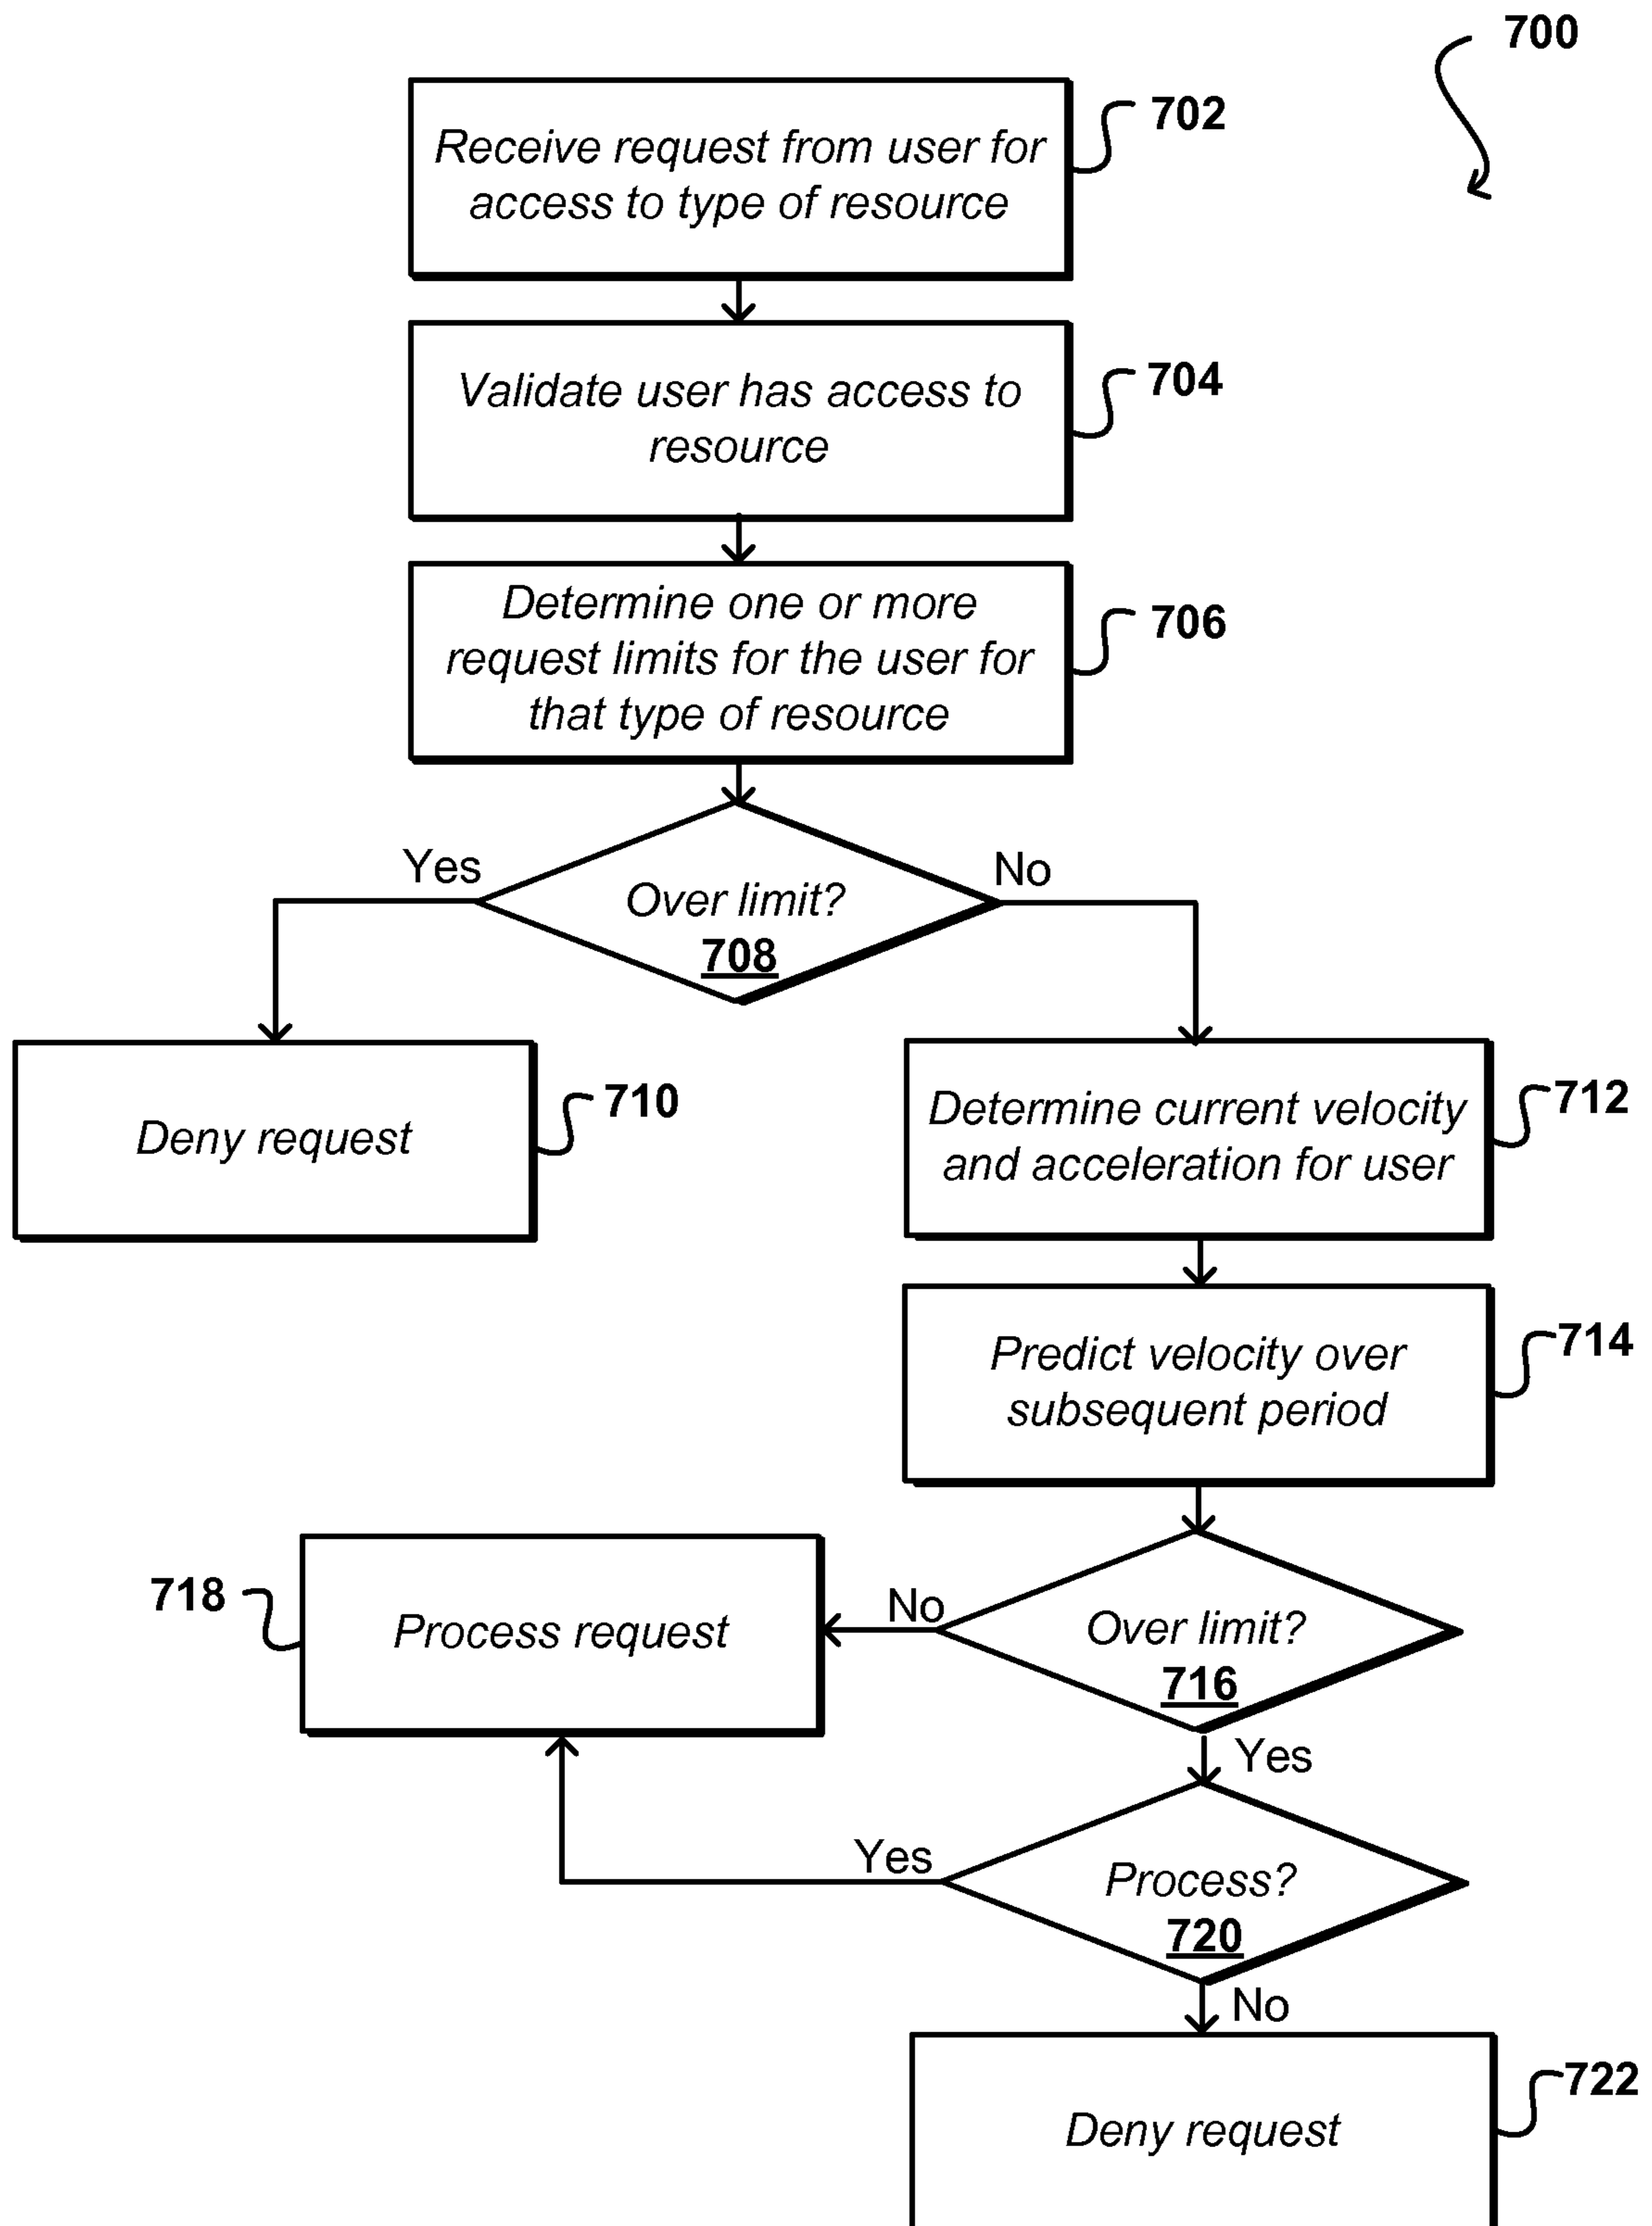 700
Receive request from user for
access to type of resource
702
Validate user has access to
resource
704
Determine one or more
request limits for the user for
that type of resource
706
Yes
No
Over limit?
708
Deny request
710
Determine current velocity
and acceleration for user
712
Predict velocity over
subsequent period
714
718
Process request
No
Over limit?
716
Yes
Yes
Process?
720
No
Deny request
722